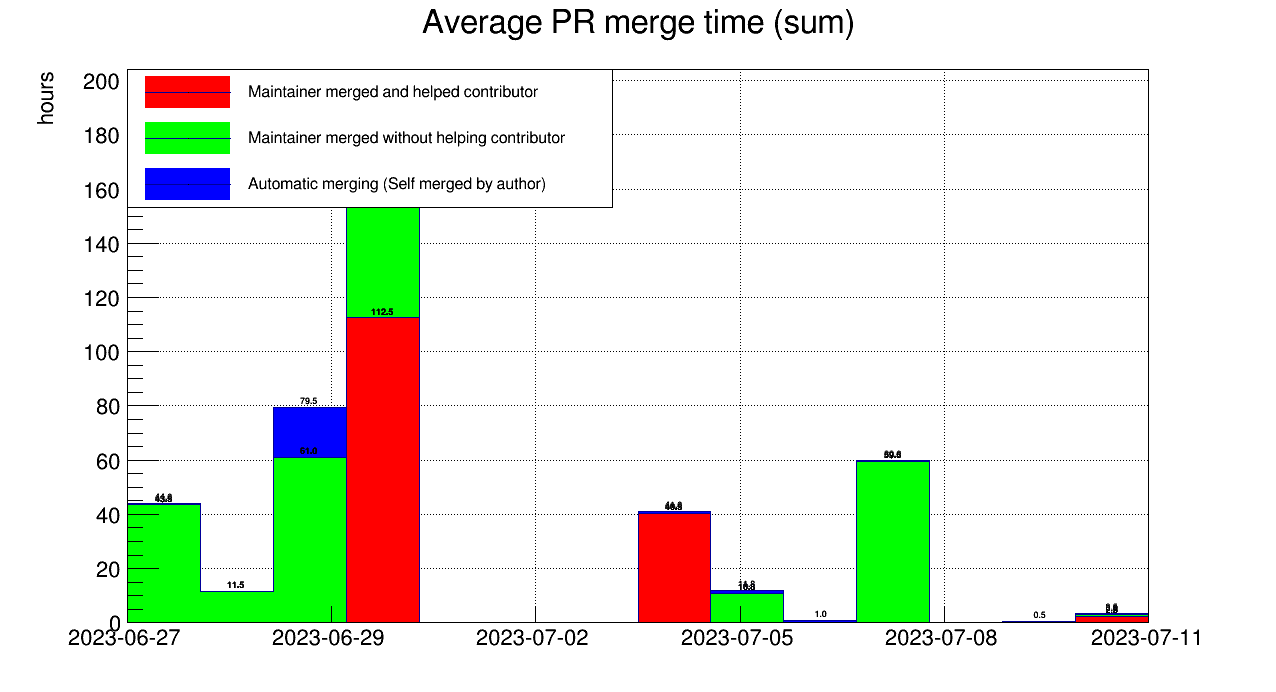 Average PR merge time (sum)
hours
200
180
160
140
120
100
80
60
40
20
0
Maintainer merged and helped contributor
Maintainer merged without helping contributor
Automatic merging (Self merged by author)
112.5
79.5
61.0
11.5
1.0
0.5
2023-06-27 2023-06-29 2023-07-02 2023-07-05 2023-07-08 2023-07-11